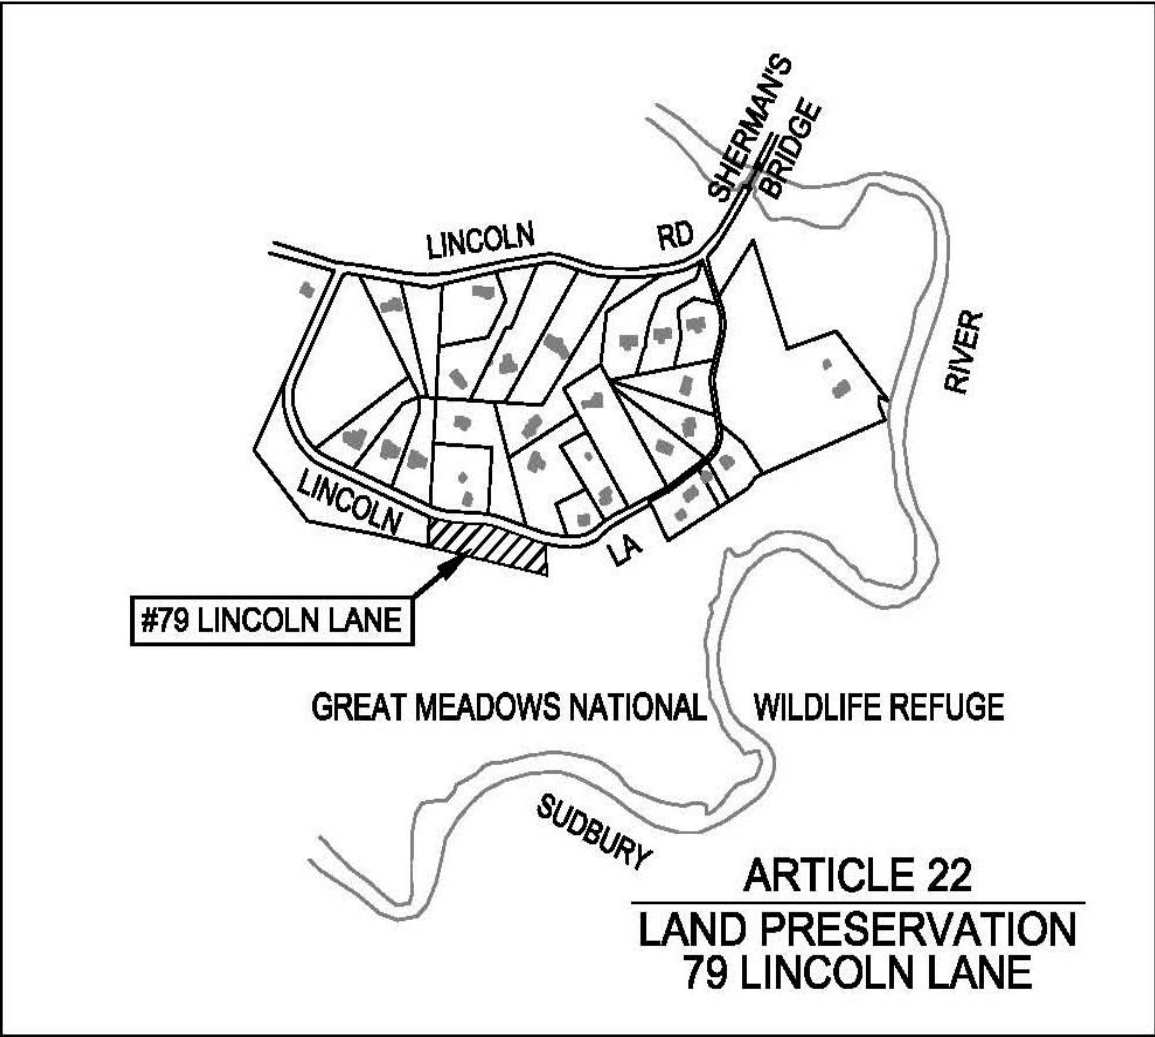 SHERMAN'S
BRIDGE
LINCOLN RD
RIVER
LINCOLN LA
#79 LINCOLN LANE
GREAT MEADOWS NATIONAL WILDLIFE REFUGE
SUDBURY
ARTICLE 22
LAND PRESERVATION
79 LINCOLN LANE